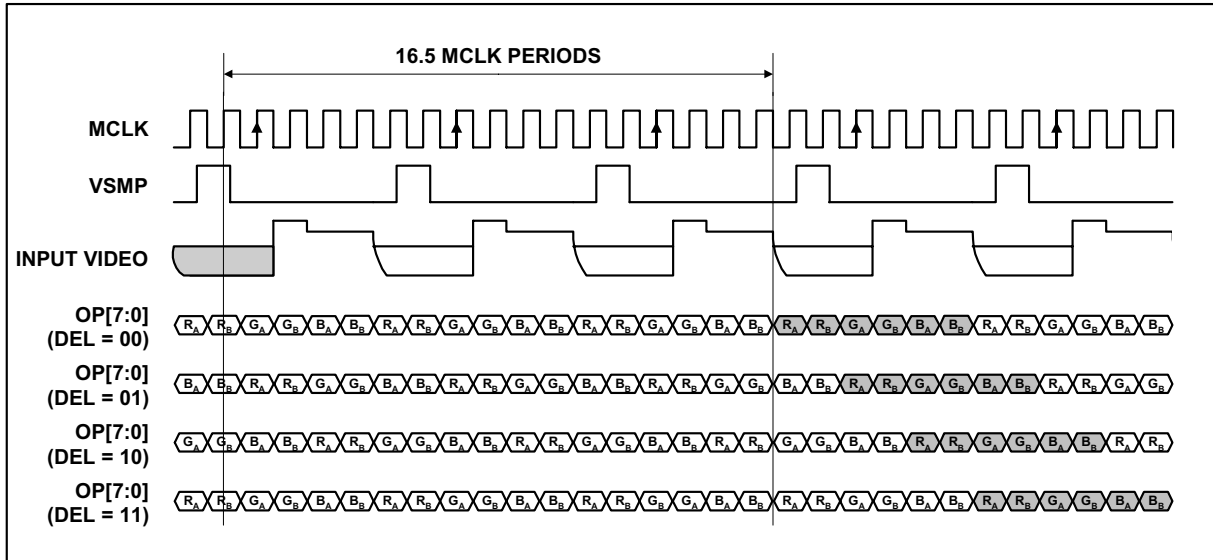 16.5 MCLK PERIODS
MCLK
VSMP
INPUT VIDEO
OP[7:0]
(DEL = 00)
RA RB GA GB BA BB RA RB GA GB BA BB RA RB GA GB BA BB RA RB GA GB BA BB RA RB GA GB BA BB
OP[7:0]
(DEL = 01)
BA BB RA RB GA GB BA BB RA RB GA GB BA BB RA RB GA GB BA BB RA RB GA GB BA BB RA RB GA GB
OP[7:0]
(DEL = 10)
GA GB BA BB RA RB GA GB BA BB RA RB GA GB BA BB RA RB GA GB BA BB RA RB GA GB BA BB RA RB
OP[7:0]
(DEL = 11)
RA RB GA GB BA BB RA RB GA GB BA BB RA RB GB GA BA BB RA RB GA GB BA BB RA RB GA GB BA BB